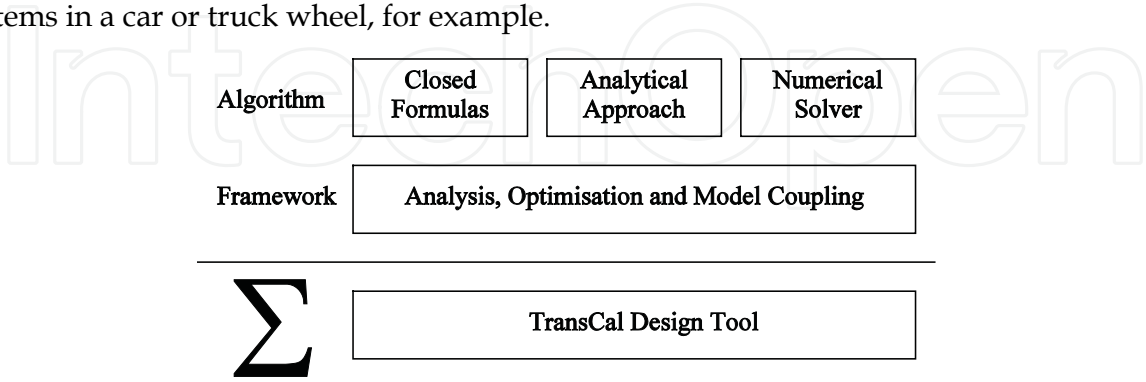 tems in a car or truck wheel, for example.
IntechOpen
Algorithm
Closed
Formulas
Analytical
Approach
Numerical
Solver
Framework
Analysis, Optimisation and Model Coupling
Σ
TransCal Design Tool